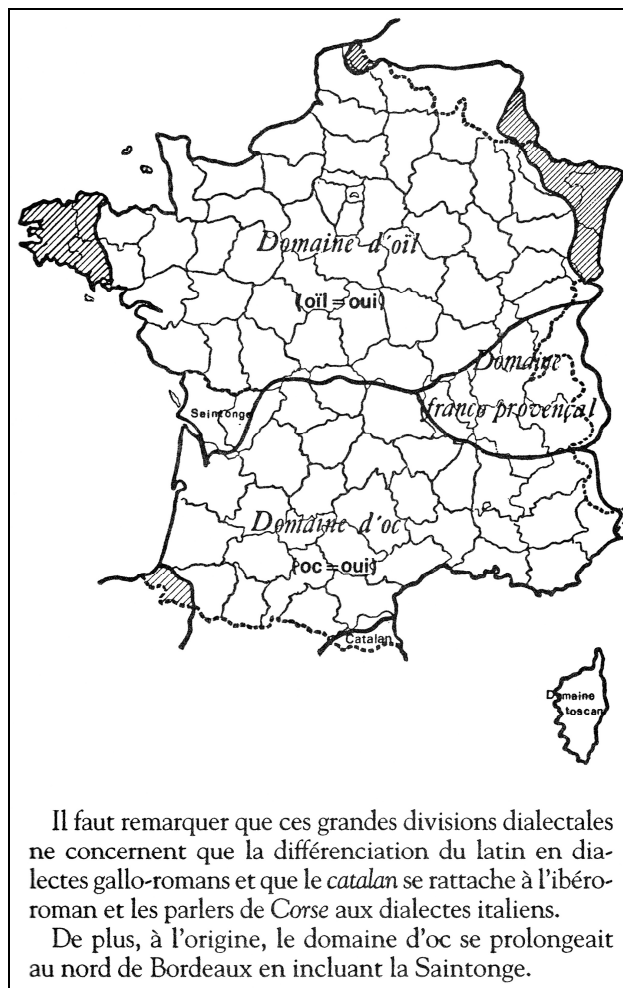 Domaine d'oïl
(oïl = oui)
Domaine
franco provençal
Saintonge
Domaine d'oc
(oc = oui)
Catalan
Domaine
toscan
Il faut remarquer que ces grandes divisions dialectales
ne concernent que la différenciation du latin en dia-
lectes gallo-romans et que le catalan se rattache à l'ibéro-
roman et les parlers de Corse aux dialectes italiens.
De plus, à l'origine, le domaine d'oc se prolongeait
au nord de Bordeaux en incluant la Saintonge.